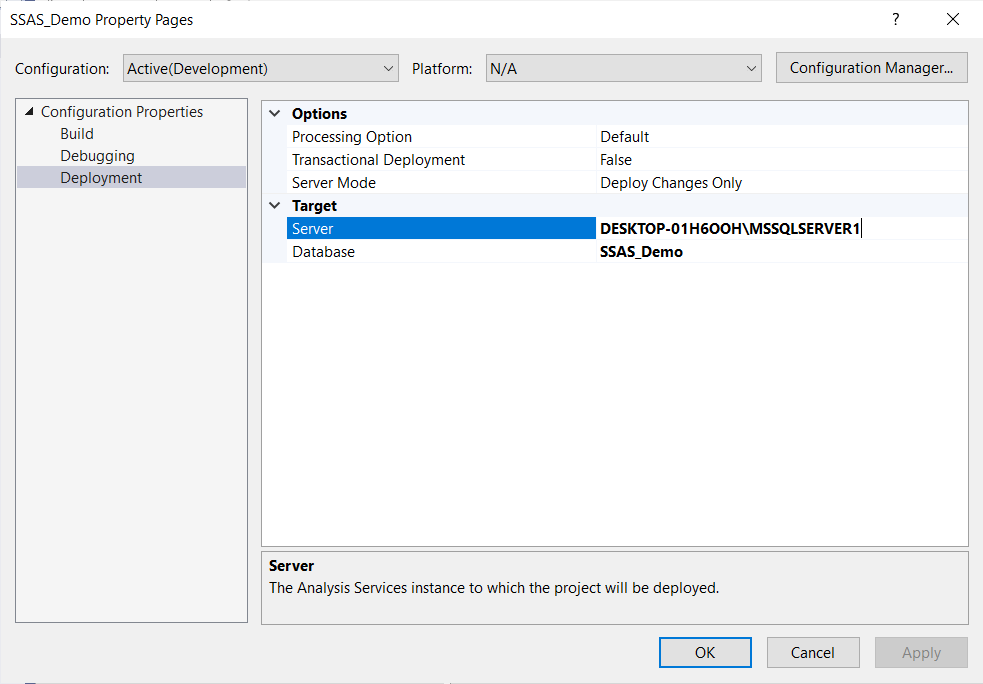 SSAS_Demo Property Pages
?
Configuration: Active(Development) Platform: N/A Configuration Manager...
Configuration Properties
Build
Debugging
Deployment
Options
Processing Option Default
Transactional Deployment False
Server Mode Deploy Changes Only
Target
Server DESKTOP-01H6OOH\MSSQLSERVER1
Database SSAS_Demo
Server
The Analysis Services instance to which the project will be deployed.
OK Cancel Apply